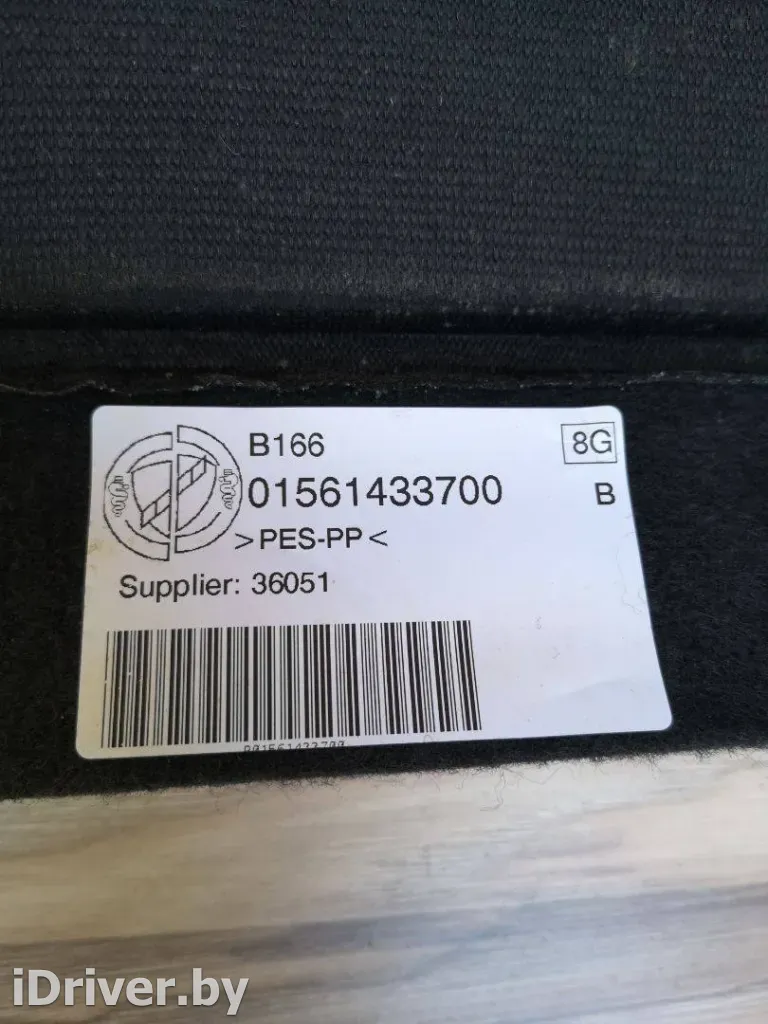 B166
8G
01561433700
B
>PES-PP<
Supplier: 36051
iDriver.by